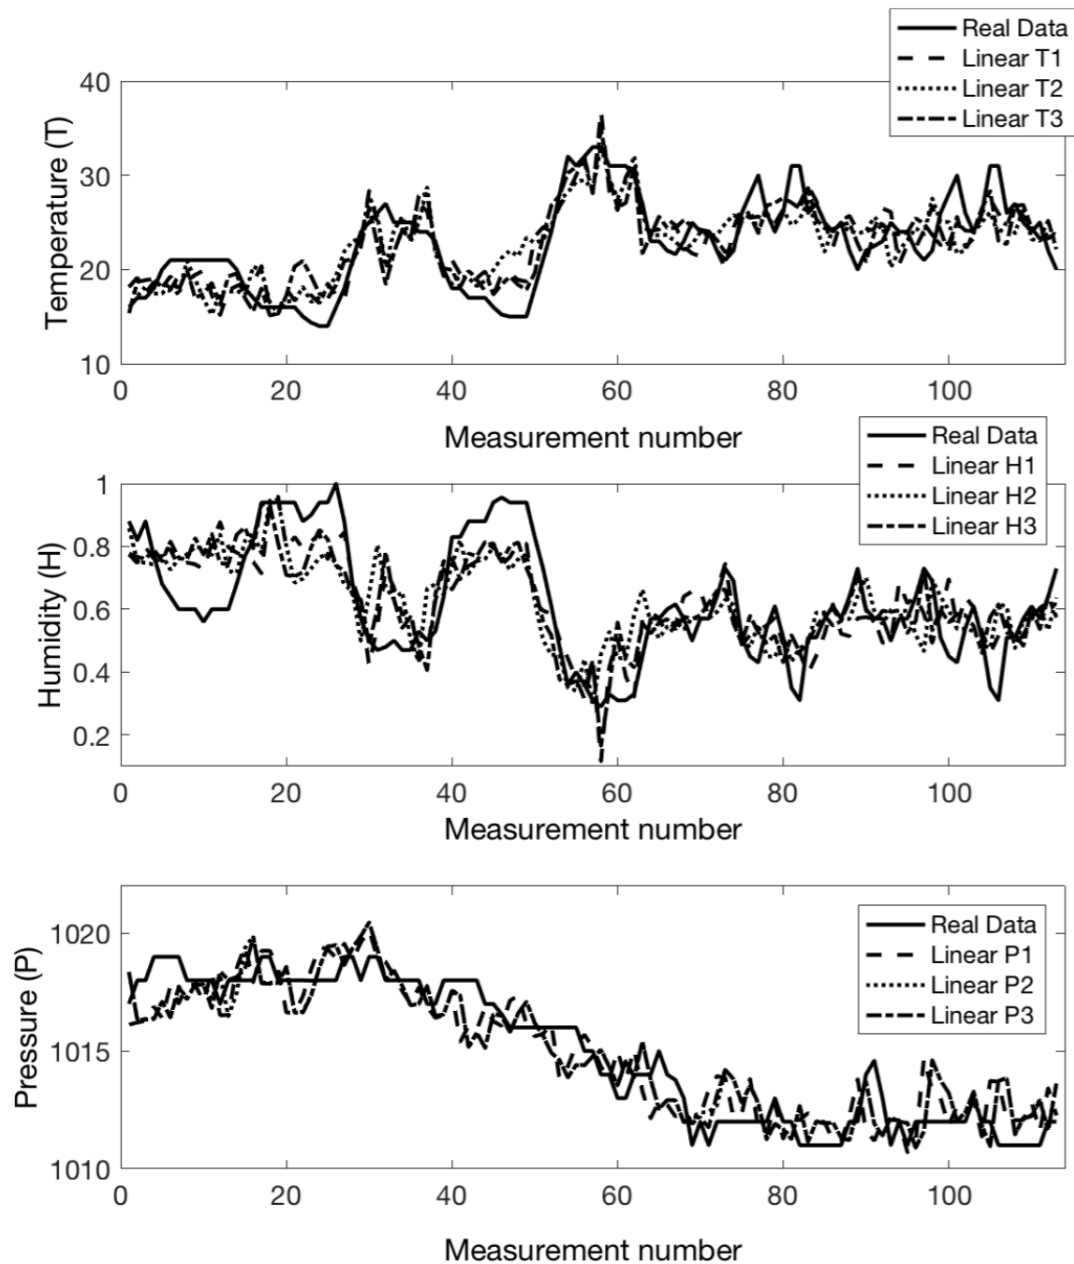 Real Data
Linear T1
Linear T2
Linear T3
40
30
20
10
Temperature (T)
0 20 40 60 80 100
Measurement number
Real Data
Linear H1
Linear H2
Linear H3
1
0.8
0.6
0.4
0.2
Humidity (H)
0 20 40 60 80 100
Measurement number
Real Data
Linear P1
Linear P2
Linear P3
1020
1015
1010
Pressure (P)
0 20 40 60 80 100
Measurement number